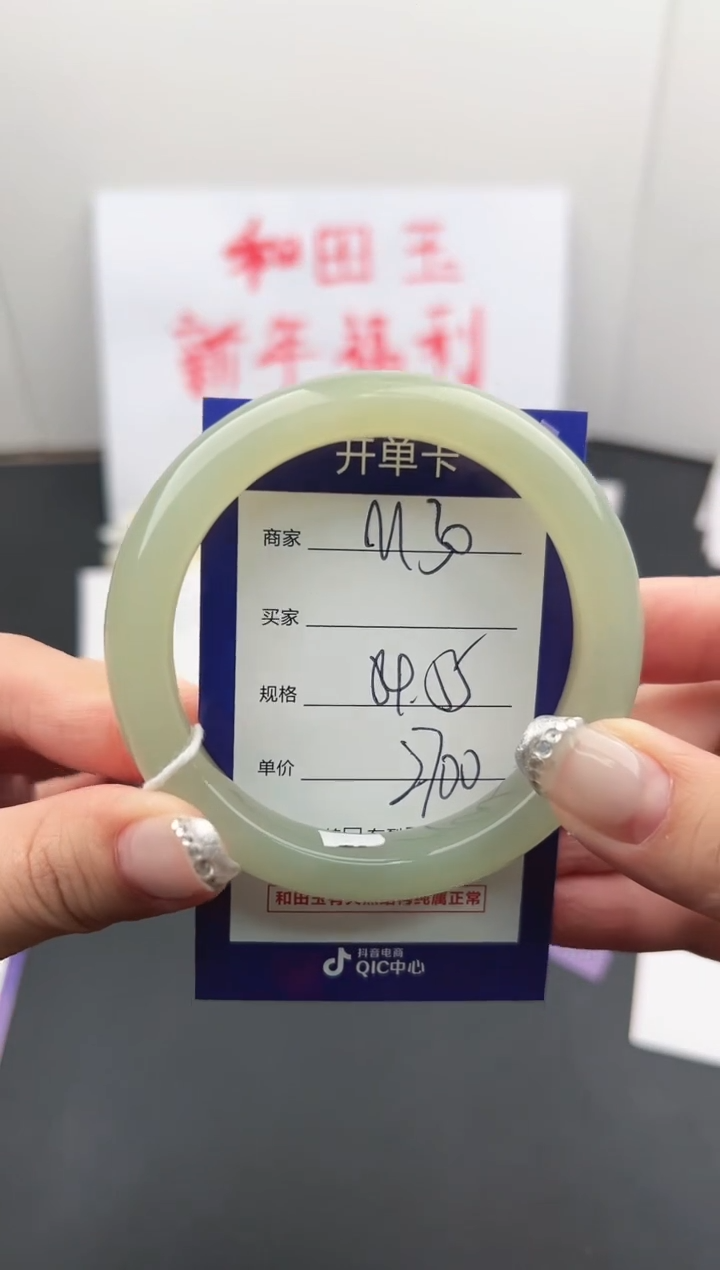 和田玉
新年福利
开单卡
商家 M30
买家
规格
单价 2700
和田玉有天然结构纯属正常
抖音电商
QIC中心